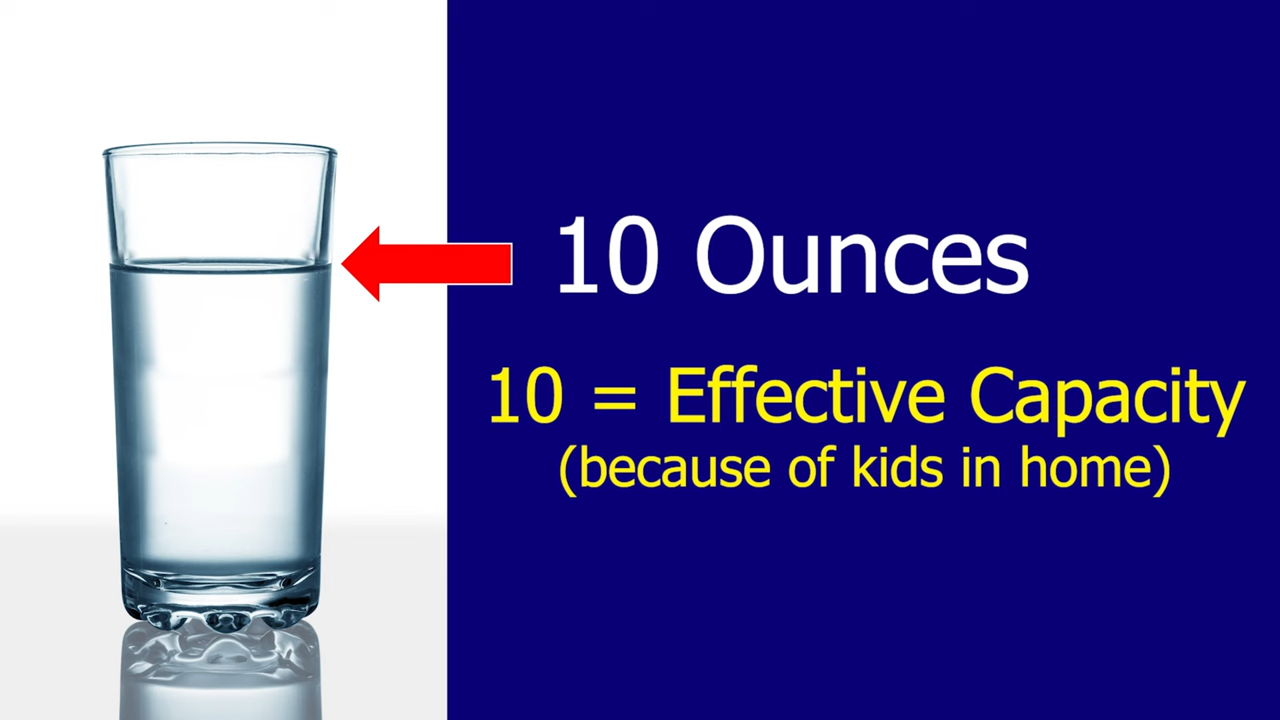 10 Ounces
10 = Effective Capacity
(because of kids in home)